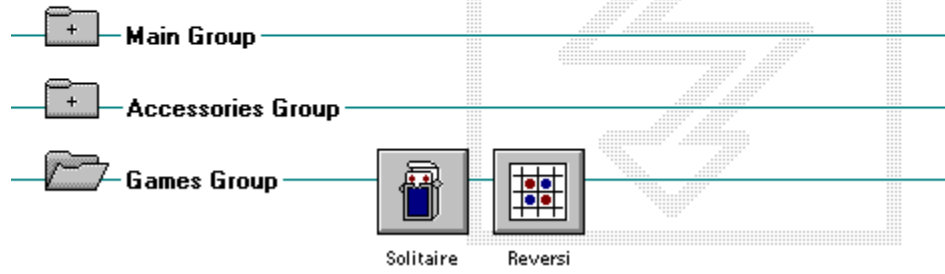 Main Group
Accessories Group
Games Group
Solitaire Reversi